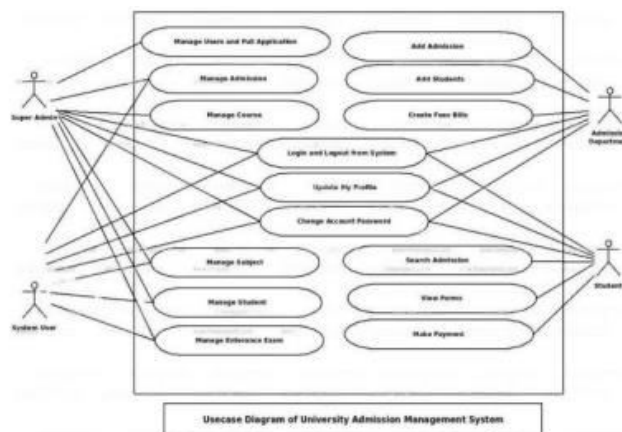 Manage Users and Full Application
Add Admission
Manage Admission
Add Students
Super Admin
Manage Course
Create Fees Bills
Admission
Department
Login and Logout from System
Update My Profile
Change Account Password
Manage Subject
Search Admission
Student
Manage Student
View Forms
System User
Manage Enterance Exam
Make Payment
Usecase Diagram of University Admission Management System